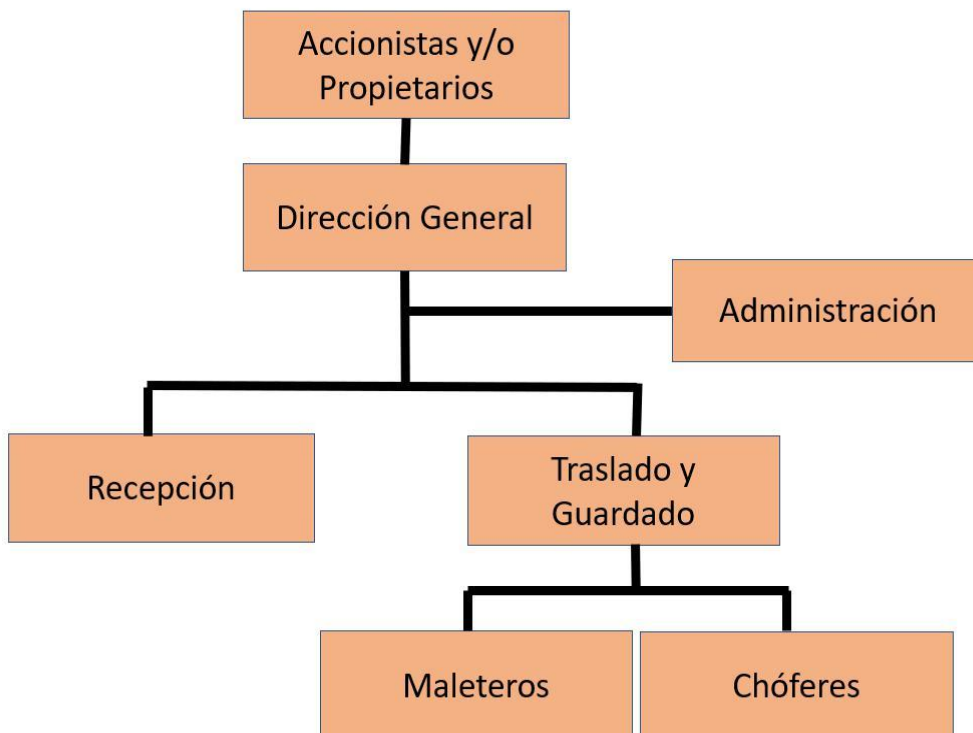 Accionistas y/o
Propietarios
Dirección General
Administración
Recepción
Traslado y
Guardado
Maleteros
Chóferes